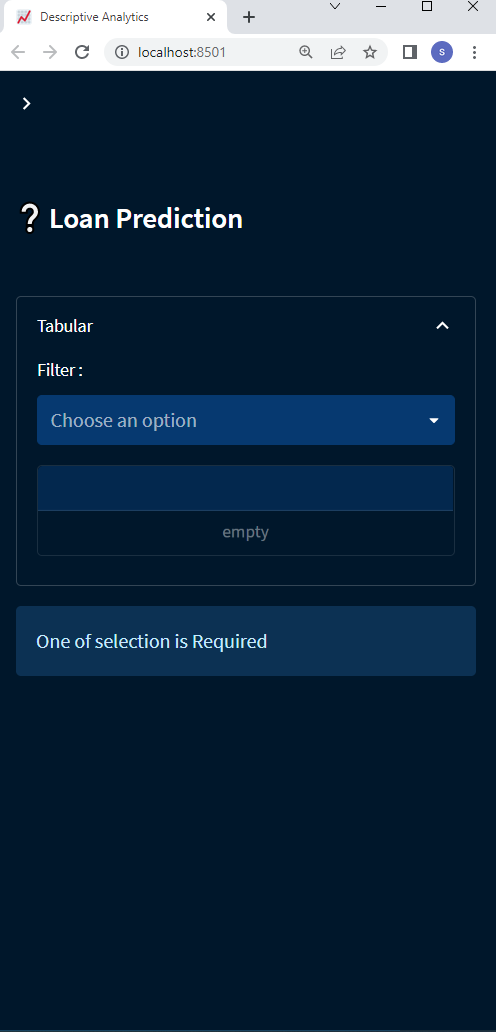 Descriptive Analytics
localhost:8501
S
❔ Loan Prediction
Tabular
Filter :
Choose an option
empty
One of selection is Required